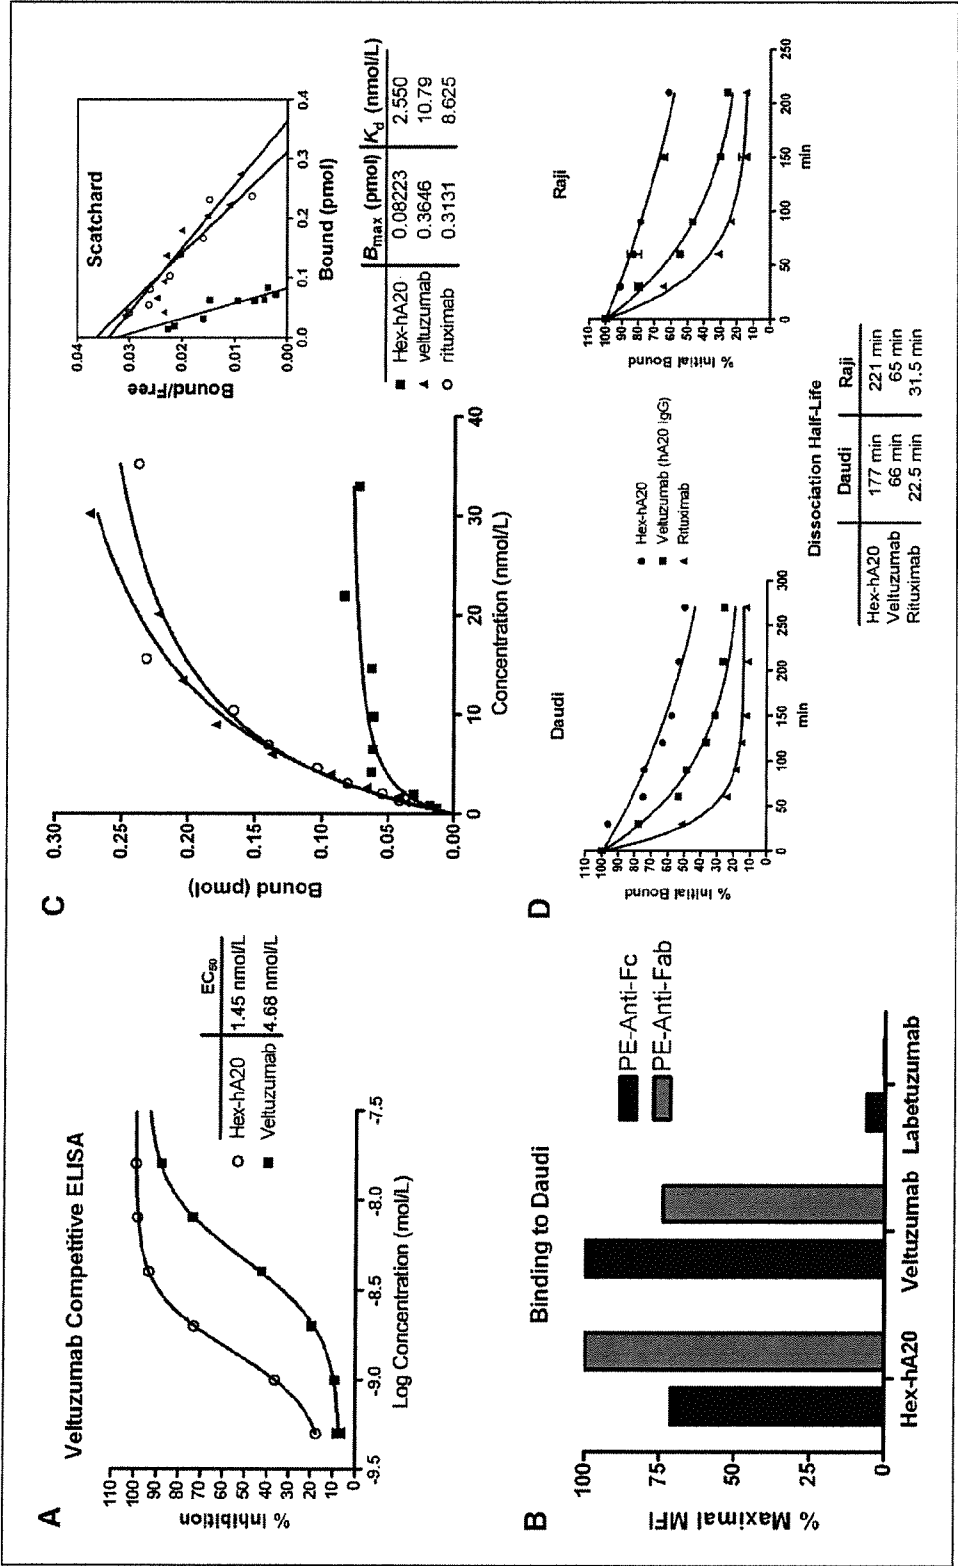 A
Veltuzumab Competitive ELISA
% Inhibition
110
100
90
80
70
60
50
40
30
20
10
0
-9.5
-9.0
-8.5
-8.0
-7.5
Log Concentration (mol/L)
EC50
Hex-hA20 1.45 nmol/L
Veltuzumab 4.68 nmol/L
B
Binding to Daudi
% Maximal MFI
100
75
50
25
0
PE-Anti-Fc
PE-Anti-Fab
Hex-hA20
Veltuzumab
Labetuzumab
C
Bound (pmol)
0.30
0.25
0.20
0.15
0.10
0.05
0.00
0
10
20
30
40
Concentration (nmol/L)
Scatchard
Bound/Free
0.04
0.03
0.02
0.01
0.00
0.0
0.1
0.2
0.3
0.4
Bound (pmol)
Bmax (pmol) Kd (nmol/L)
Hex-hA20 0.08223 2.550
veltuzumab 0.3646 10.79
rituximab 0.3131 8.625
D
Daudi
% Initial Bound
110
100
90
80
70
60
50
40
30
20
10
0
0
50
100
150
200
250
300
min
Hex-hA20
Veltuzumab (hA20 IgG)
Rituximab
Raji
% Initial Bound
110
100
90
80
70
60
50
40
30
20
10
0
0
50
100
150
200
250
min
Dissociation Half-Life
Daudi Raji
Hex-hA20 177 min 221 min
Veltuzumab 66 min 65 min
Rituximab 22.5 min 31.5 min